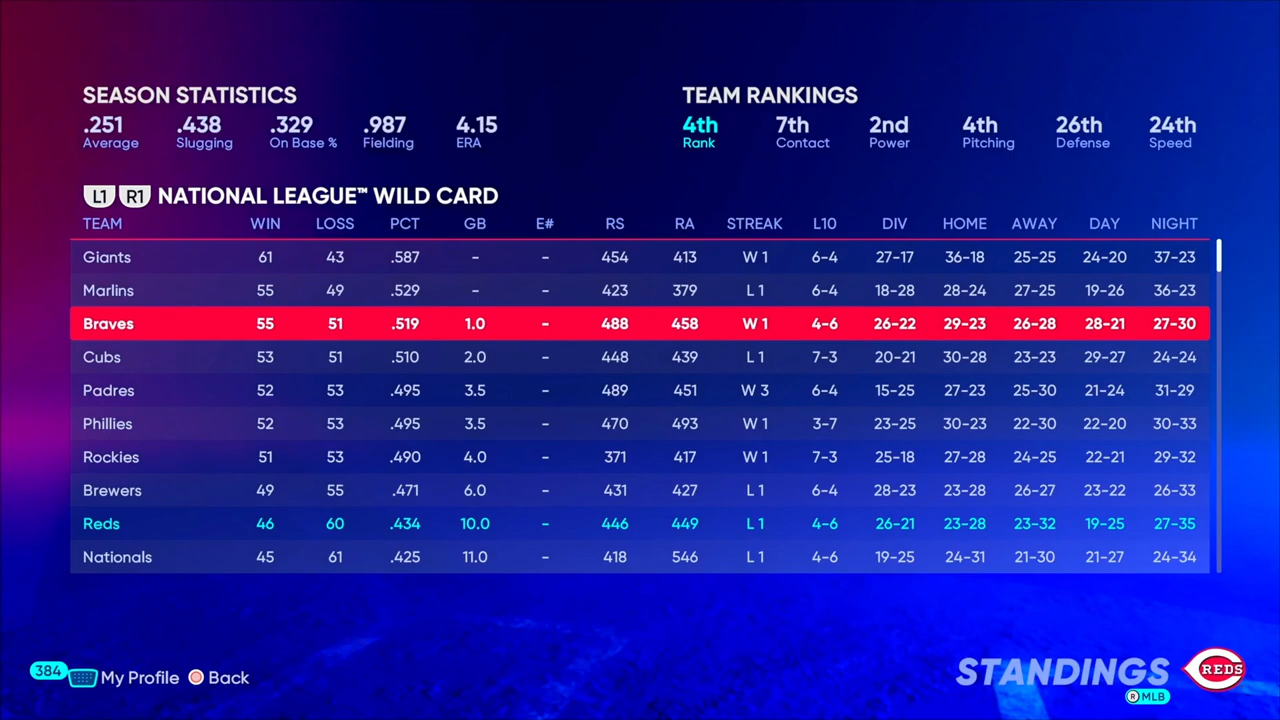 SEASON STATISTICS
TEAM RANKINGS
.251 .438 .329 .987 4.15
4th 7th 2nd 4th 26th 24th
Average Slugging On Base % Fielding ERA
Rank Contact Power Pitching Defense Speed
L1 R1 NATIONAL LEAGUE™ WILD CARD
TEAM WIN LOSS PCT GB E# RS RA STREAK L10 DIV HOME AWAY DAY NIGHT
Giants 61 43 .587 - - 454 413 W 1 6-4 27-17 36-18 25-25 24-20 37-23
Marlins 55 49 .529 - - 423 379 L 1 6-4 18-28 28-24 27-25 19-26 36-23
Braves 55 51 .519 1.0 - 488 458 W 1 4-6 26-22 29-23 26-28 28-21 27-30
Cubs 53 51 .510 2.0 - 448 439 L 1 7-3 20-21 30-28 23-23 29-27 24-24
Padres 52 53 .495 3.5 - 489 451 W 3 6-4 15-25 27-23 25-30 21-24 31-29
Phillies 52 53 .495 3.5 - 470 493 W 1 3-7 23-25 30-23 22-30 22-20 30-33
Rockies 51 53 .490 4.0 - 371 417 W 1 7-3 25-18 27-28 24-25 22-21 29-32
Brewers 49 55 .471 6.0 - 431 427 L 1 6-4 28-23 23-28 26-27 23-22 26-33
Reds 46 60 .434 10.0 - 446 449 L 1 4-6 26-21 23-28 23-32 19-25 27-35
Nationals 45 61 .425 11.0 - 418 546 L 1 4-6 19-25 24-31 21-30 21-27 24-34
384 My Profile Back
STANDINGS REDS
R MLB